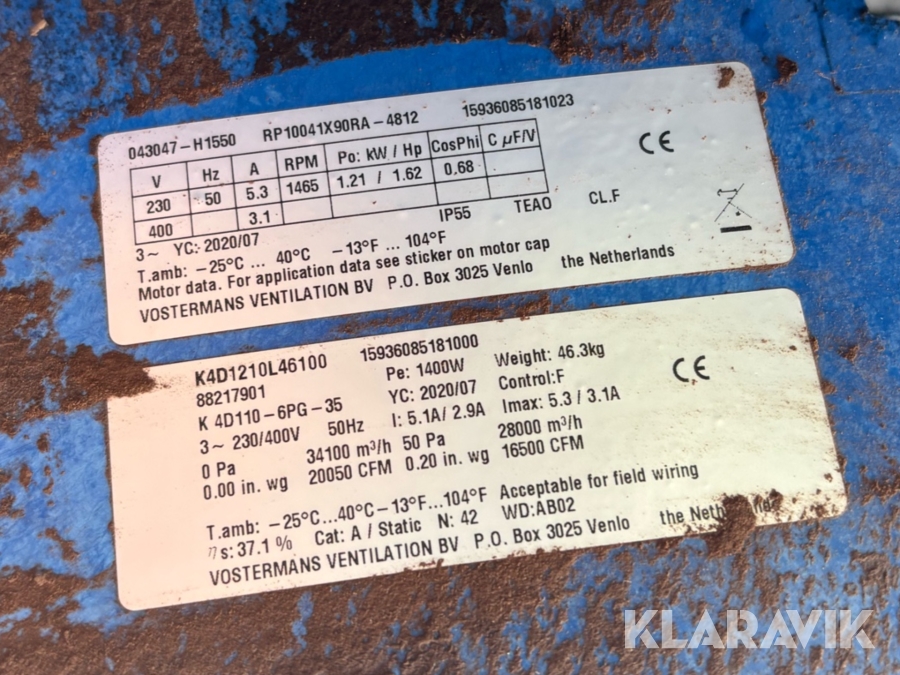 043047-H1550 RP10041X90RA-4812 15936085181023
V Hz A RPM Po: kW / Hp CosPhi C µF/V
230 50 5.3 1465 1.21 / 1.62 0.68
400 3.1
3~ YC: 2020/07 IP55 TEAO CL.F
T.amb: -25°C ... 40°C -13°F ... 104°F
Motor data. For application data see sticker on motor cap
VOSTERMANS VENTILATION BV P.O. Box 3025 Venlo the Netherlands
CE
K4D1210L46100 15936085181000
88217901 Pe: 1400W Weight: 46.3kg
K 4D110-6PG-35 YC: 2020/07 Control:F
3~ 230/400V 50Hz I: 5.1A/ 2.9A Imax: 5.3 / 3.1A
0 Pa 34100 m³/h 50 Pa 28000 m³/h
0.00 in. wg 20050 CFM 0.20 in. wg 16500 CFM
T.amb: -25°C...40°C -13°F...104°F Acceptable for field wiring
ηs: 37.1 % Cat: A / Static N: 42 WD:AB02
VOSTERMANS VENTILATION BV P.O. Box 3025 Venlo the Netherlands
CE
KLARAVIK